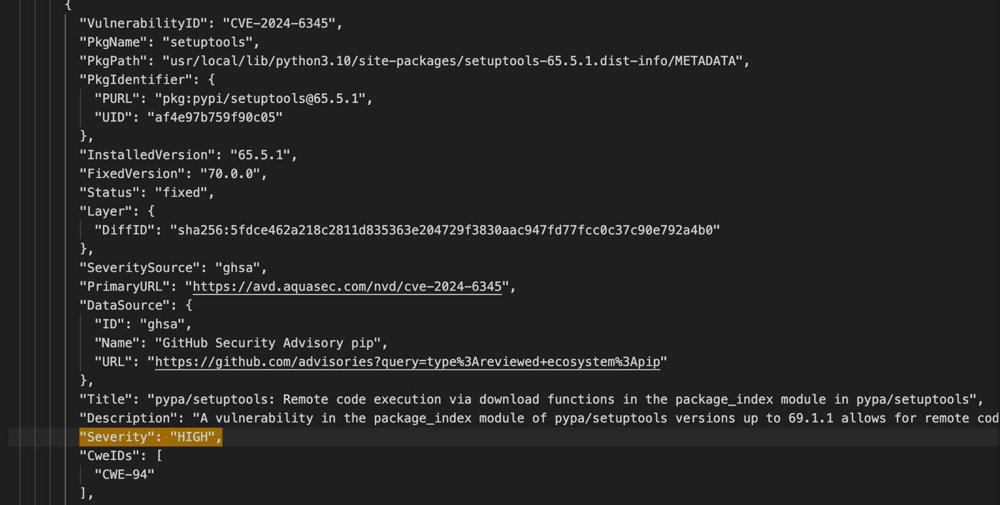 {
"VulnerabilityID": "CVE-2024-6345",
"PkgName": "setuptools",
"PkgPath": "usr/local/lib/python3.10/site-packages/setuptools-65.5.1.dist-info/METADATA",
"PkgIdentifier": {
"PURL": "pkg:pypi/setuptools@65.5.1",
"UID": "af4e97b759f90c05"
},
"InstalledVersion": "65.5.1",
"FixedVersion": "70.0.0",
"Status": "fixed",
"Layer": {
"DiffID": "sha256:5fdce462a218c2811d835363e204729f3830aac947fd77fcc0c37c90e792a4b0"
},
"SeveritySource": "ghsa",
"PrimaryURL": "https://avd.aquasec.com/nvd/cve-2024-6345",
"DataSource": {
"ID": "ghsa",
"Name": "GitHub Security Advisory pip",
"URL": "https://github.com/advisories?query=type%3Areviewed+ecosystem%3Apip"
},
"Title": "pypa/setuptools: Remote code execution via download functions in the package_index module in pypa/setuptools",
"Description": "A vulnerability in the package_index module of pypa/setuptools versions up to 69.1.1 allows for remote cod
"Severity": "HIGH",
"CweIDs": [
"CWE-94"
],